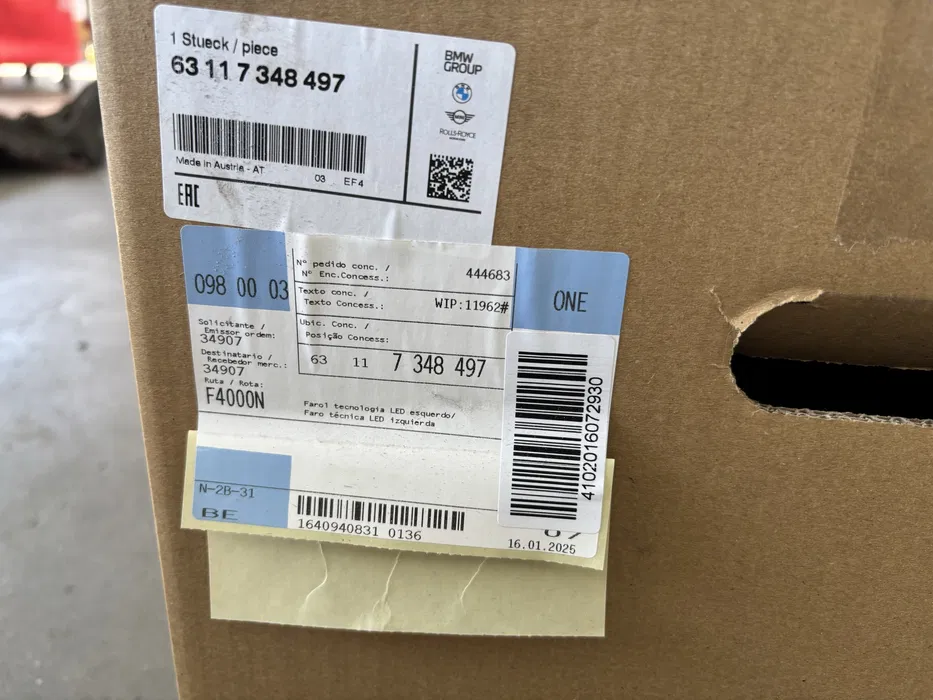 1 Stueck / piece
63 11 7 348 497
BMW
GROUP
ROLLS-ROYCE
Made in Austria - AT
03 EF4
EAC
098 00 03
Nº pedido conc. /
Nº Enc.Concess.:
444683
Texto conc. /
Texto Concess.:
WIP:11962#
Ubic. Conc. /
Posição Concess:
63 11 7 348 497
ONE
Solicitante /
Emissor ordem:
34907
Destinatario /
Recebedor merc.:
34907
Ruta / Rota:
F4000N
Farol tecnologia LED esquerdo/
Faro técnica LED izquierda
4102016072930
N-2B-31
BE
1640940831 0136
16.01.2025